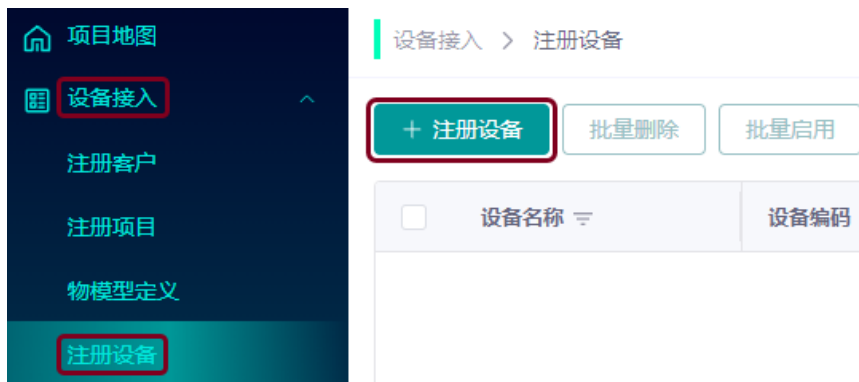 项目地图
设备接入
注册客户
注册项目
物模型定义
注册设备
设备接入 > 注册设备
+ 注册设备 批量删除 批量启用
设备名称 设备编码